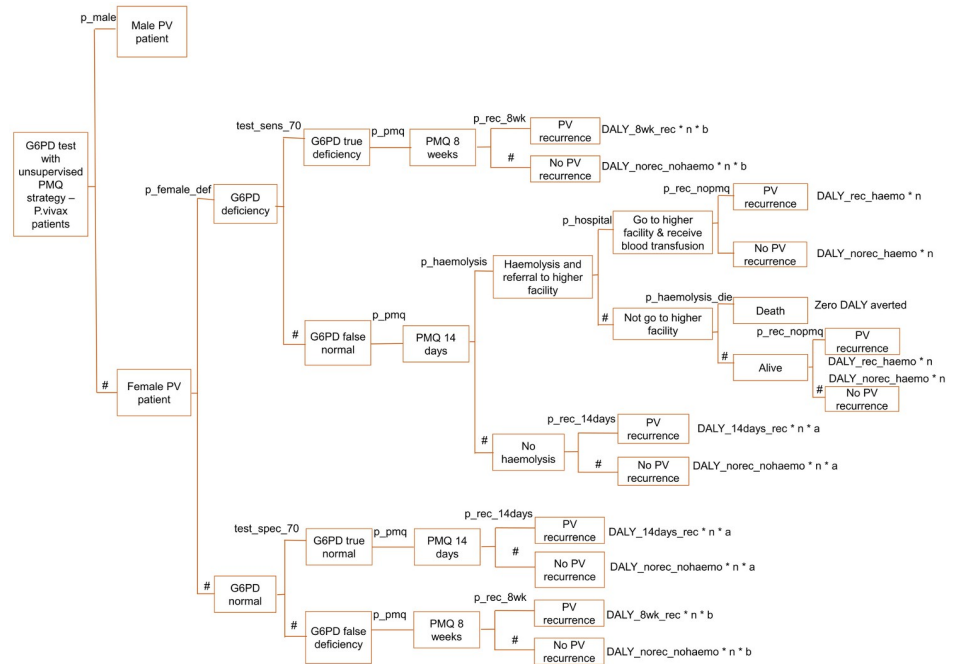 p_male
Male PV
patient
G6PD test
with
unsupervised
PMQ
strategy –
P.vivax
patients
#
Female PV
patient
p_female_def
G6PD
deficiency
test_sens_70
G6PD true
deficiency
p_pmq
PMQ 8
weeks
p_rec_8wk
PV
recurrence
DALY_8wk_rec * n * b
#
No PV
recurrence
DALY_norec_nohaemo * n * b
#
G6PD false
normal
p_pmq
PMQ 14
days
p_haemolysis
Haemolysis and
referral to higher
facility
p_hospital
Go to higher
facility & receive
blood transfusion
p_rec_nopmq
PV
recurrence
DALY_rec_haemo * n
No PV
recurrence
DALY_norec_haemo * n
#
Not go to higher
facility
p_haemolysis_die
Death
Zero DALY averted
#
Alive
p_rec_nopmq
PV
recurrence
DALY_rec_haemo * n
DALY_norec_haemo * n
#
No PV
recurrence
#
No
haemolysis
p_rec_14days
PV
recurrence
DALY_14days_rec * n * a
#
No PV
recurrence
DALY_norec_nohaemo * n * a
#
G6PD
normal
test_spec_70
G6PD true
normal
p_pmq
PMQ 14
days
p_rec_14days
PV
recurrence
DALY_14days_rec * n * a
#
No PV
recurrence
DALY_norec_nohaemo * n * a
#
G6PD false
deficiency
p_pmq
PMQ 8
weeks
p_rec_8wk
PV
recurrence
DALY_8wk_rec * n * b
#
No PV
recurrence
DALY_norec_nohaemo * n * b